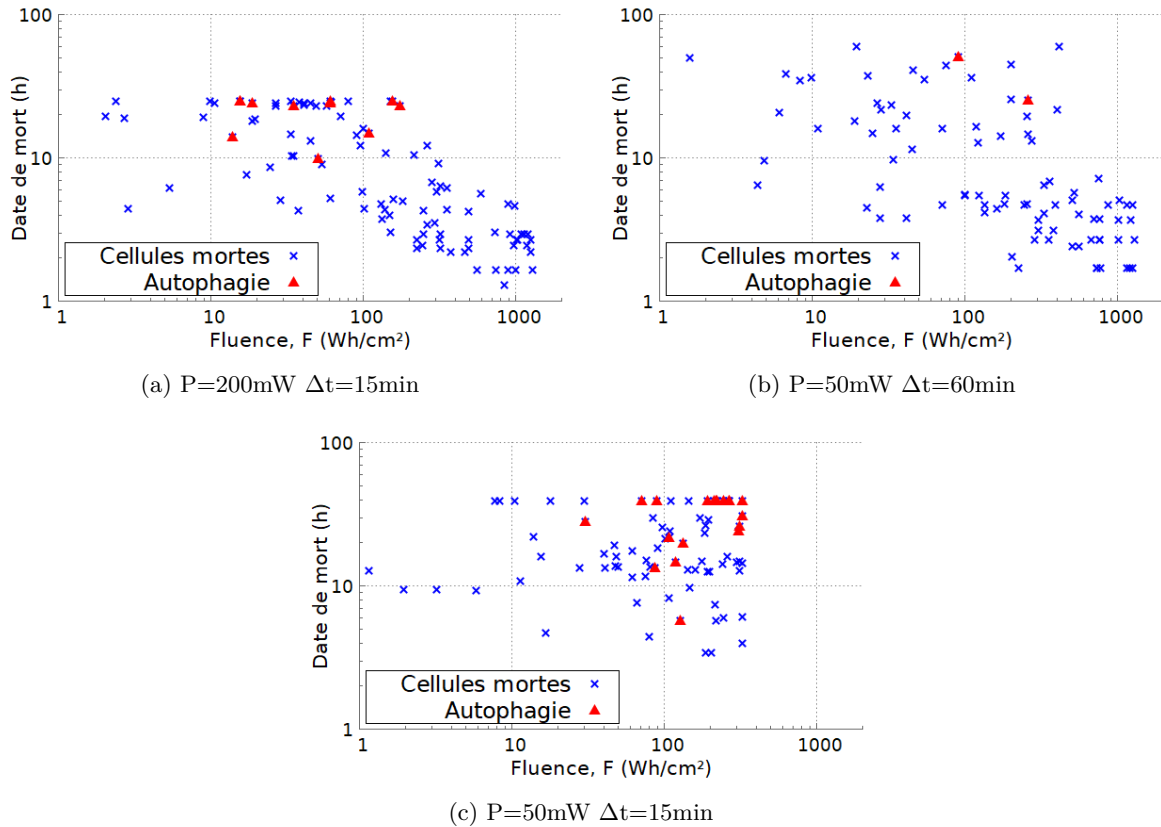 100
10
1
Date de mort (h)
Cellules mortes
Autophagie
1 10 100 1000
Fluence, F (Wh/cm²)
(a) P=200mW Δt=15min
100
10
1
Date de mort (h)
Cellules mortes
Autophagie
1 10 100 1000
Fluence, F (Wh/cm²)
(b) P=50mW Δt=60min
100
10
1
Date de mort (h)
Cellules mortes
Autophagie
1 10 100 1000
Fluence, F (Wh/cm²)
(c) P=50mW Δt=15min